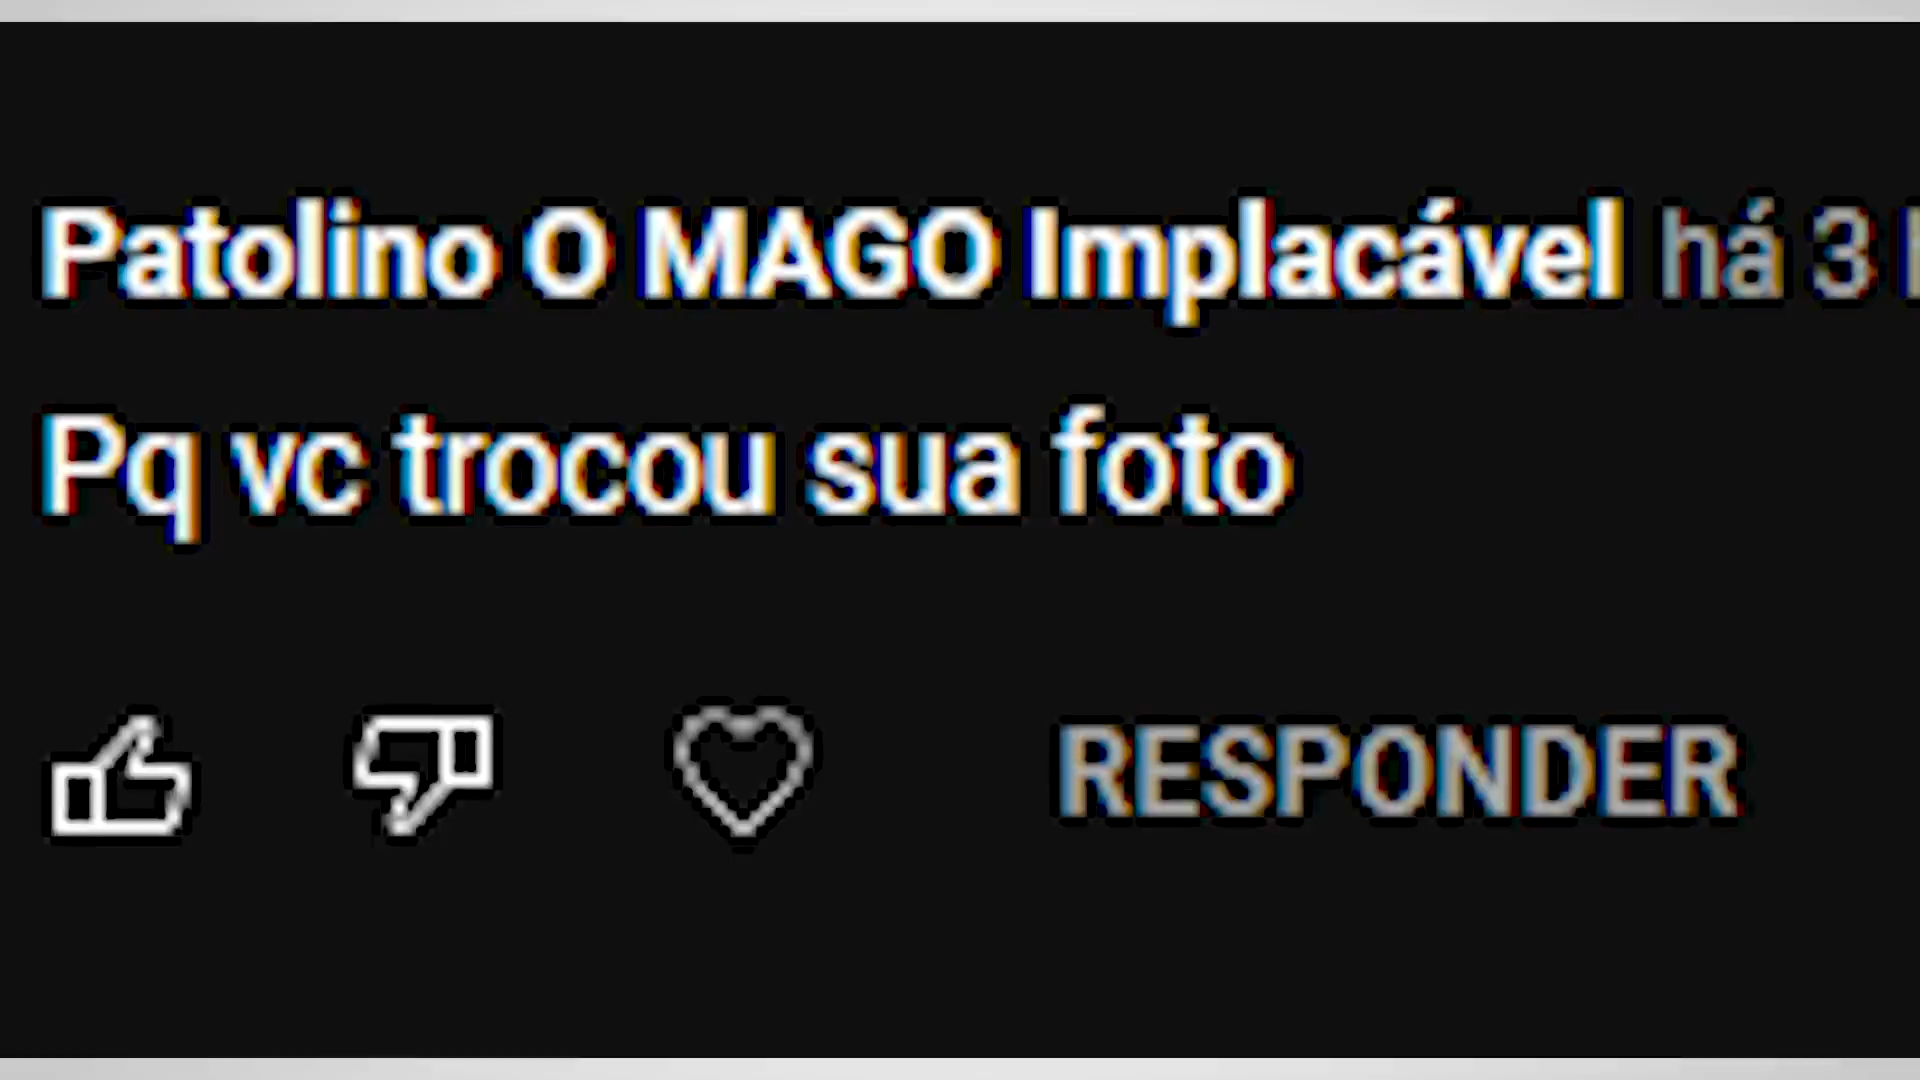 Patolino O MAGO Implacável há 3
Pq vc trocou sua foto
RESPONDER